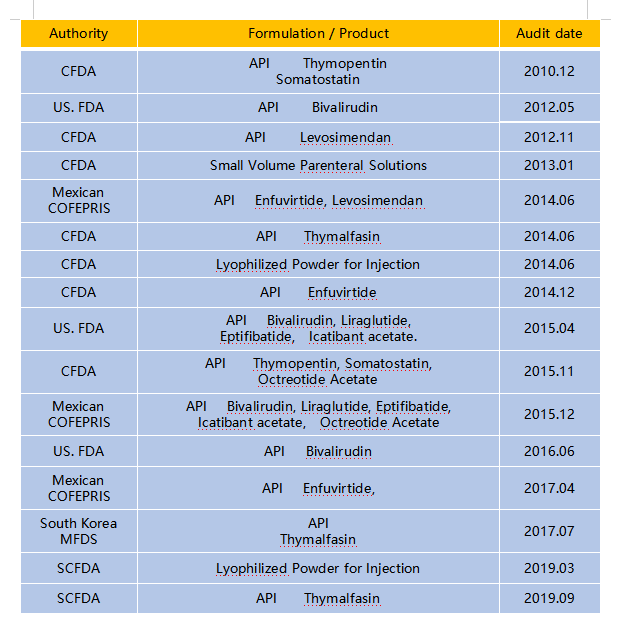 Authority Formulation / Product Audit date
CFDA API Thymopentin 2010.12
Somatostatin
US. FDA API Bivalirudin 2012.05
CFDA API Levosimendan 2012.11
CFDA Small Volume Parenteral Solutions 2013.01
Mexican
COFEPRIS API Enfuvirtide, Levosimendan 2014.06
CFDA API Thymalfasin 2014.06
CFDA Lyophilized Powder for Injection 2014.06
CFDA API Enfuvirtide 2014.12
US. FDA API Bivalirudin, Liraglutide, 2015.04
Eptifibatide, Icatibant acetate.
CFDA API Thymopentin, Somatostatin, 2015.11
Octreotide Acetate
Mexican API Bivalirudin, Liraglutide, Eptifibatide, 2015.12
COFEPRIS Icatibant acetate, Octreotide Acetate
US. FDA API Bivalirudin 2016.06
Mexican
COFEPRIS API Enfuvirtide, 2017.04
South Korea API 2017.07
MFDS Thymalfasin
SCFDA Lyophilized Powder for Injection 2019.03
SCFDA API Thymalfasin 2019.09